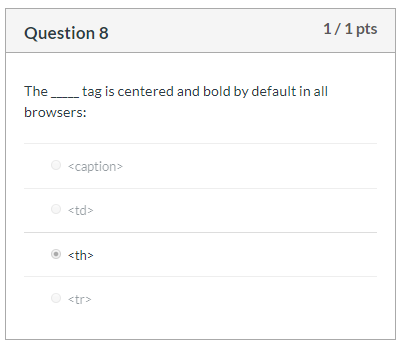 Question 8
1 / 1 pts
The _____ tag is centered and bold by default in all
browsers:
<caption>
<td>
<th>
<tr>